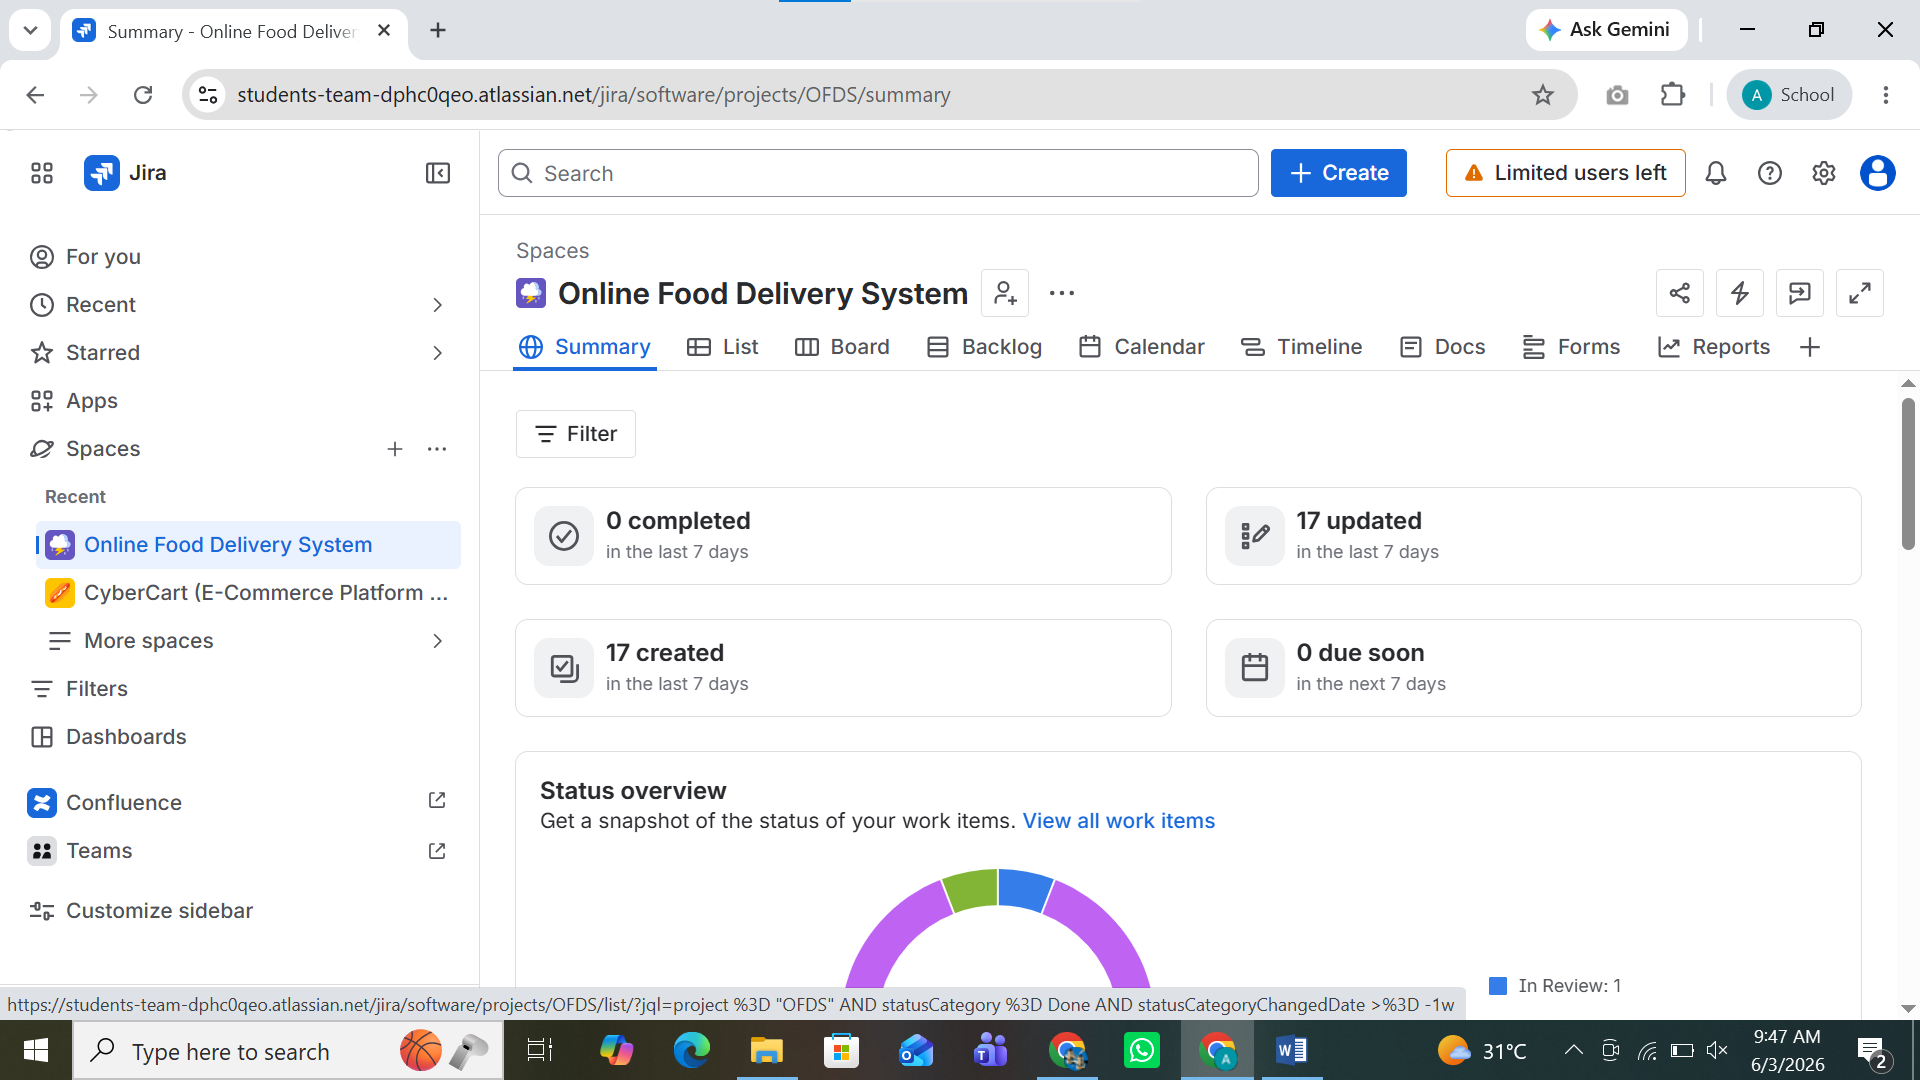 Summary - Online Food Deliver
Ask Gemini
students-team-dphc0qeo.atlassian.net/jira/software/projects/OFDS/summary
A School
Jira
Search
Create
Limited users left
For you
Recent
Starred
Apps
Spaces
Recent
Online Food Delivery System
CyberCart (E-Commerce Platform ...
More spaces
Filters
Dashboards
Confluence
Teams
Customize sidebar
Spaces
Online Food Delivery System
Summary
List
Board
Backlog
Calendar
Timeline
Docs
Forms
Reports
Filter
0 completed
in the last 7 days
17 updated
in the last 7 days
17 created
in the last 7 days
0 due soon
in the next 7 days
Status overview
Get a snapshot of the status of your work items. View all work items
In Review: 1
https://students-team-dphc0qeo.atlassian.net/jira/software/projects/OFDS/list/?jql=project %3D "OFDS" AND statusCategory %3D Done AND statusCategoryChangedDate >%3D -1w
Type here to search
31°C
9:47 AM
6/3/2026
2